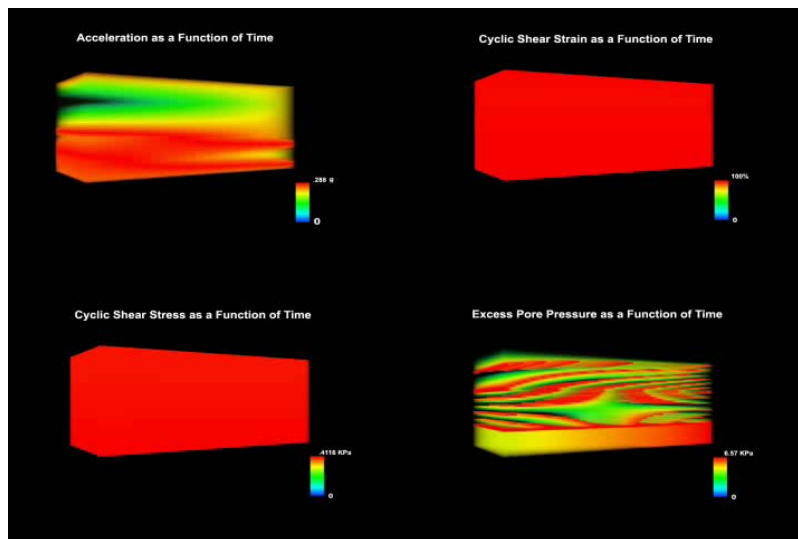 Acceleration as a Function of Time
.288 g
0
Cyclic Shear Strain as a Function of Time
100%
0
Cyclic Shear Stress as a Function of Time
.4116 KPa
0
Excess Pore Pressure as a Function of Time
6.57 KPa
0